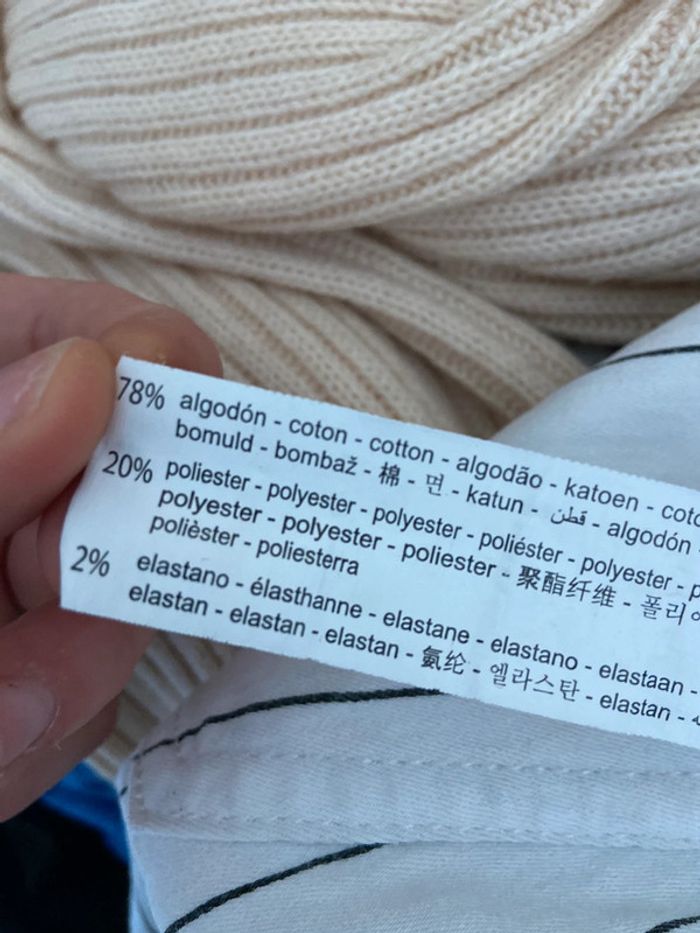 78% algodón - coton - cotton - algodão - katoen -
bomuld - bombaž - 棉 - 면 - katun - قطن - algodón
20% poliester - polyester - polyester - poliéster - polyester -
polyester - polyester - poliester - 聚酯纤维 - 폴리
polièster - poliesterra
2% elastano - élasthanne - elastane - elastano - elastaan -
elastan - elastan - elastan - 氨纶 - 엘라스탄 - elastan -